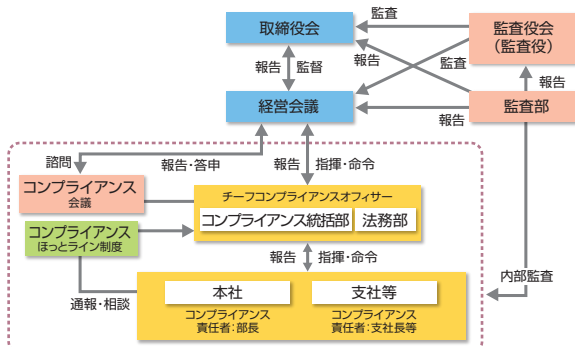 取締役会
監査
監査役会
（監査役）
報告
監督
報告
監査
報告
経営会議
監査部
報告
諮問
報告・答申
報告
指揮・命令
コンプライアンス
会議
チーフコンプライアンスオフィサー
コンプライアンス統括部
法務部
コンプライアンス
ほっとライン制度
報告
指揮・命令
内部監査
通報・相談
本社
支社等
コンプライアンス
責任者：部長
コンプライアンス
責任者：支社長等